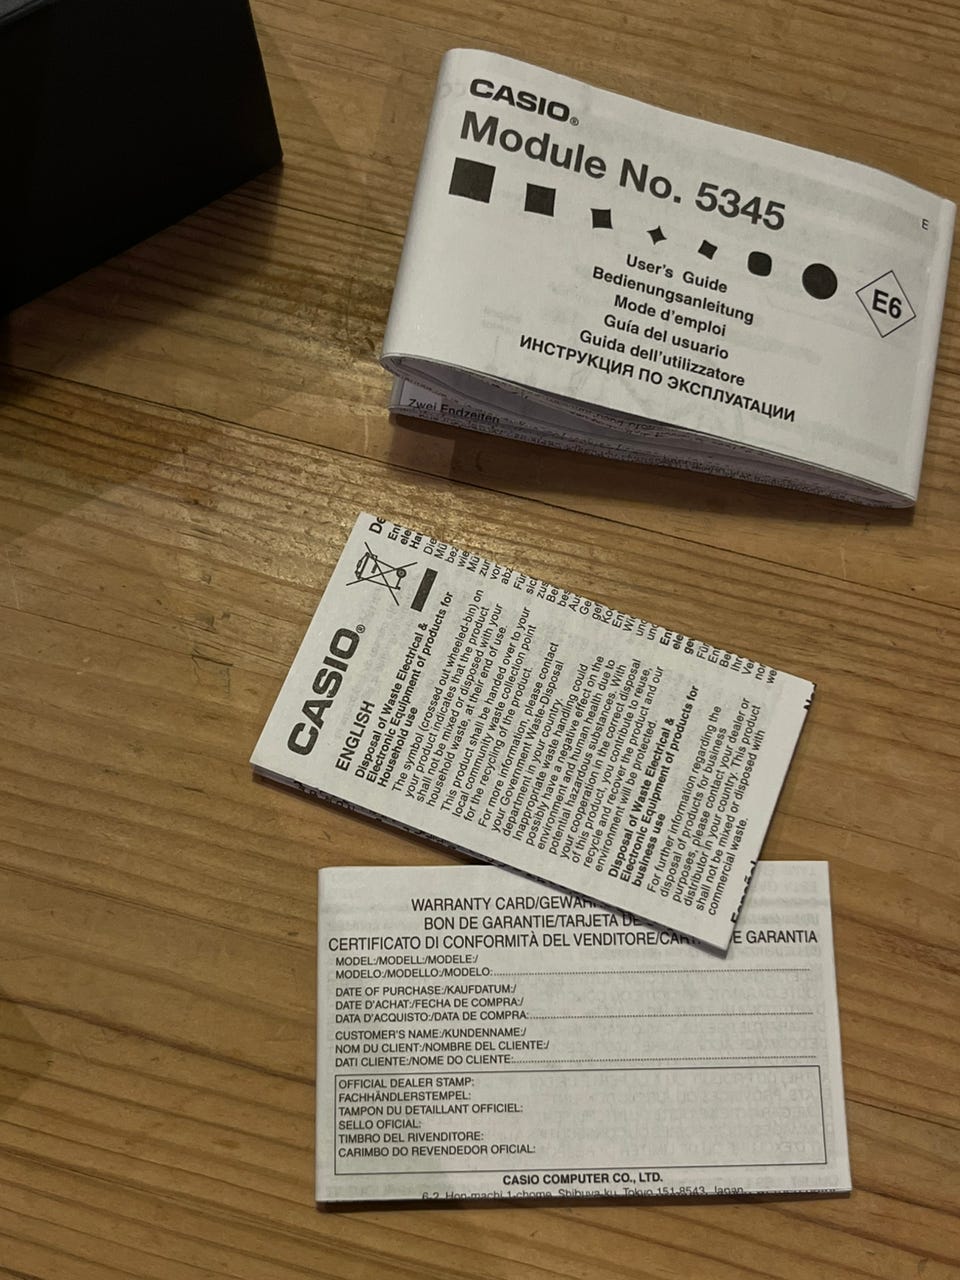 CASIO®
Module No. 5345
E
User's Guide
Bedienungsanleitung
Mode d'emploi
Guía del usuario
Guida dell'utilizzatore
ИНСТРУКЦИЯ ПО ЭКСПЛУАТАЦИИ
E6
Zwei Endzeiten
CASIO®
ENGLISH
Disposal of Waste Electrical &
Electronic Equipment of products for
Household use
The symbol (crossed out wheeled-bin) on
your product indicates that the product
shall not be mixed or disposed with your
household waste, at their end of use.
This product shall be handed over to your
local community waste collection point
for the recycling of the product.
For more information, please contact
your Government Waste-Disposal
department in your country.
Inappropriate waste handling could
possibly have a negative effect on the
environment and human health due to
potential hazardous substances. With
your cooperation in the correct disposal
of this product, you contribute to reuse,
recycle and recover the product and our
environment will be protected.
Disposal of Waste Electrical &
Electronic Equipment of products for
business use
For further information regarding the
disposal of products for business
purposes, please contact your dealer or
distributor in your country. This product
shall not be mixed or disposed with
commercial waste.
WARRANTY CARD/GEWAR
BON DE GARANTIE/TARJETA DE
CERTIFICATO DI CONFORMITÀ DEL VENDITORE/CART E GARANTIA
MODEL:/MODELL:/MODELE:/
MODELO:/MODELLO:/MODELO:
DATE OF PURCHASE:/KAUFDATUM:/
DATE D'ACHAT:/FECHA DE COMPRA:/
DATA D'ACQUISTO:/DATA DE COMPRA:
CUSTOMER'S NAME:/KUNDENNAME:/
NOM DU CLIENT:/NOMBRE DEL CLIENTE:/
DATI CLIENTE:/NOME DO CLIENTE:
OFFICIAL DEALER STAMP:
FACHHÄNDLERSTEMPEL:
TAMPON DU DETAILLANT OFFICIEL:
SELLO OFICIAL:
TIMBRO DEL RIVENDITORE:
CARIMBO DO REVENDEDOR OFICIAL:
CASIO COMPUTER CO., LTD.
6-2, Hon-machi 1-chome, Shibuya-ku, Tokyo 151-8543, Japan